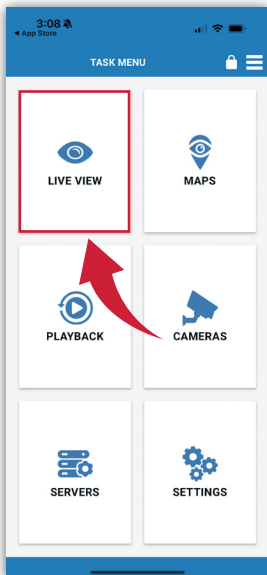 3:08
◀ App Store
TASK MENU
LIVE VIEW
MAPS
PLAYBACK
CAMERAS
SERVERS
SETTINGS